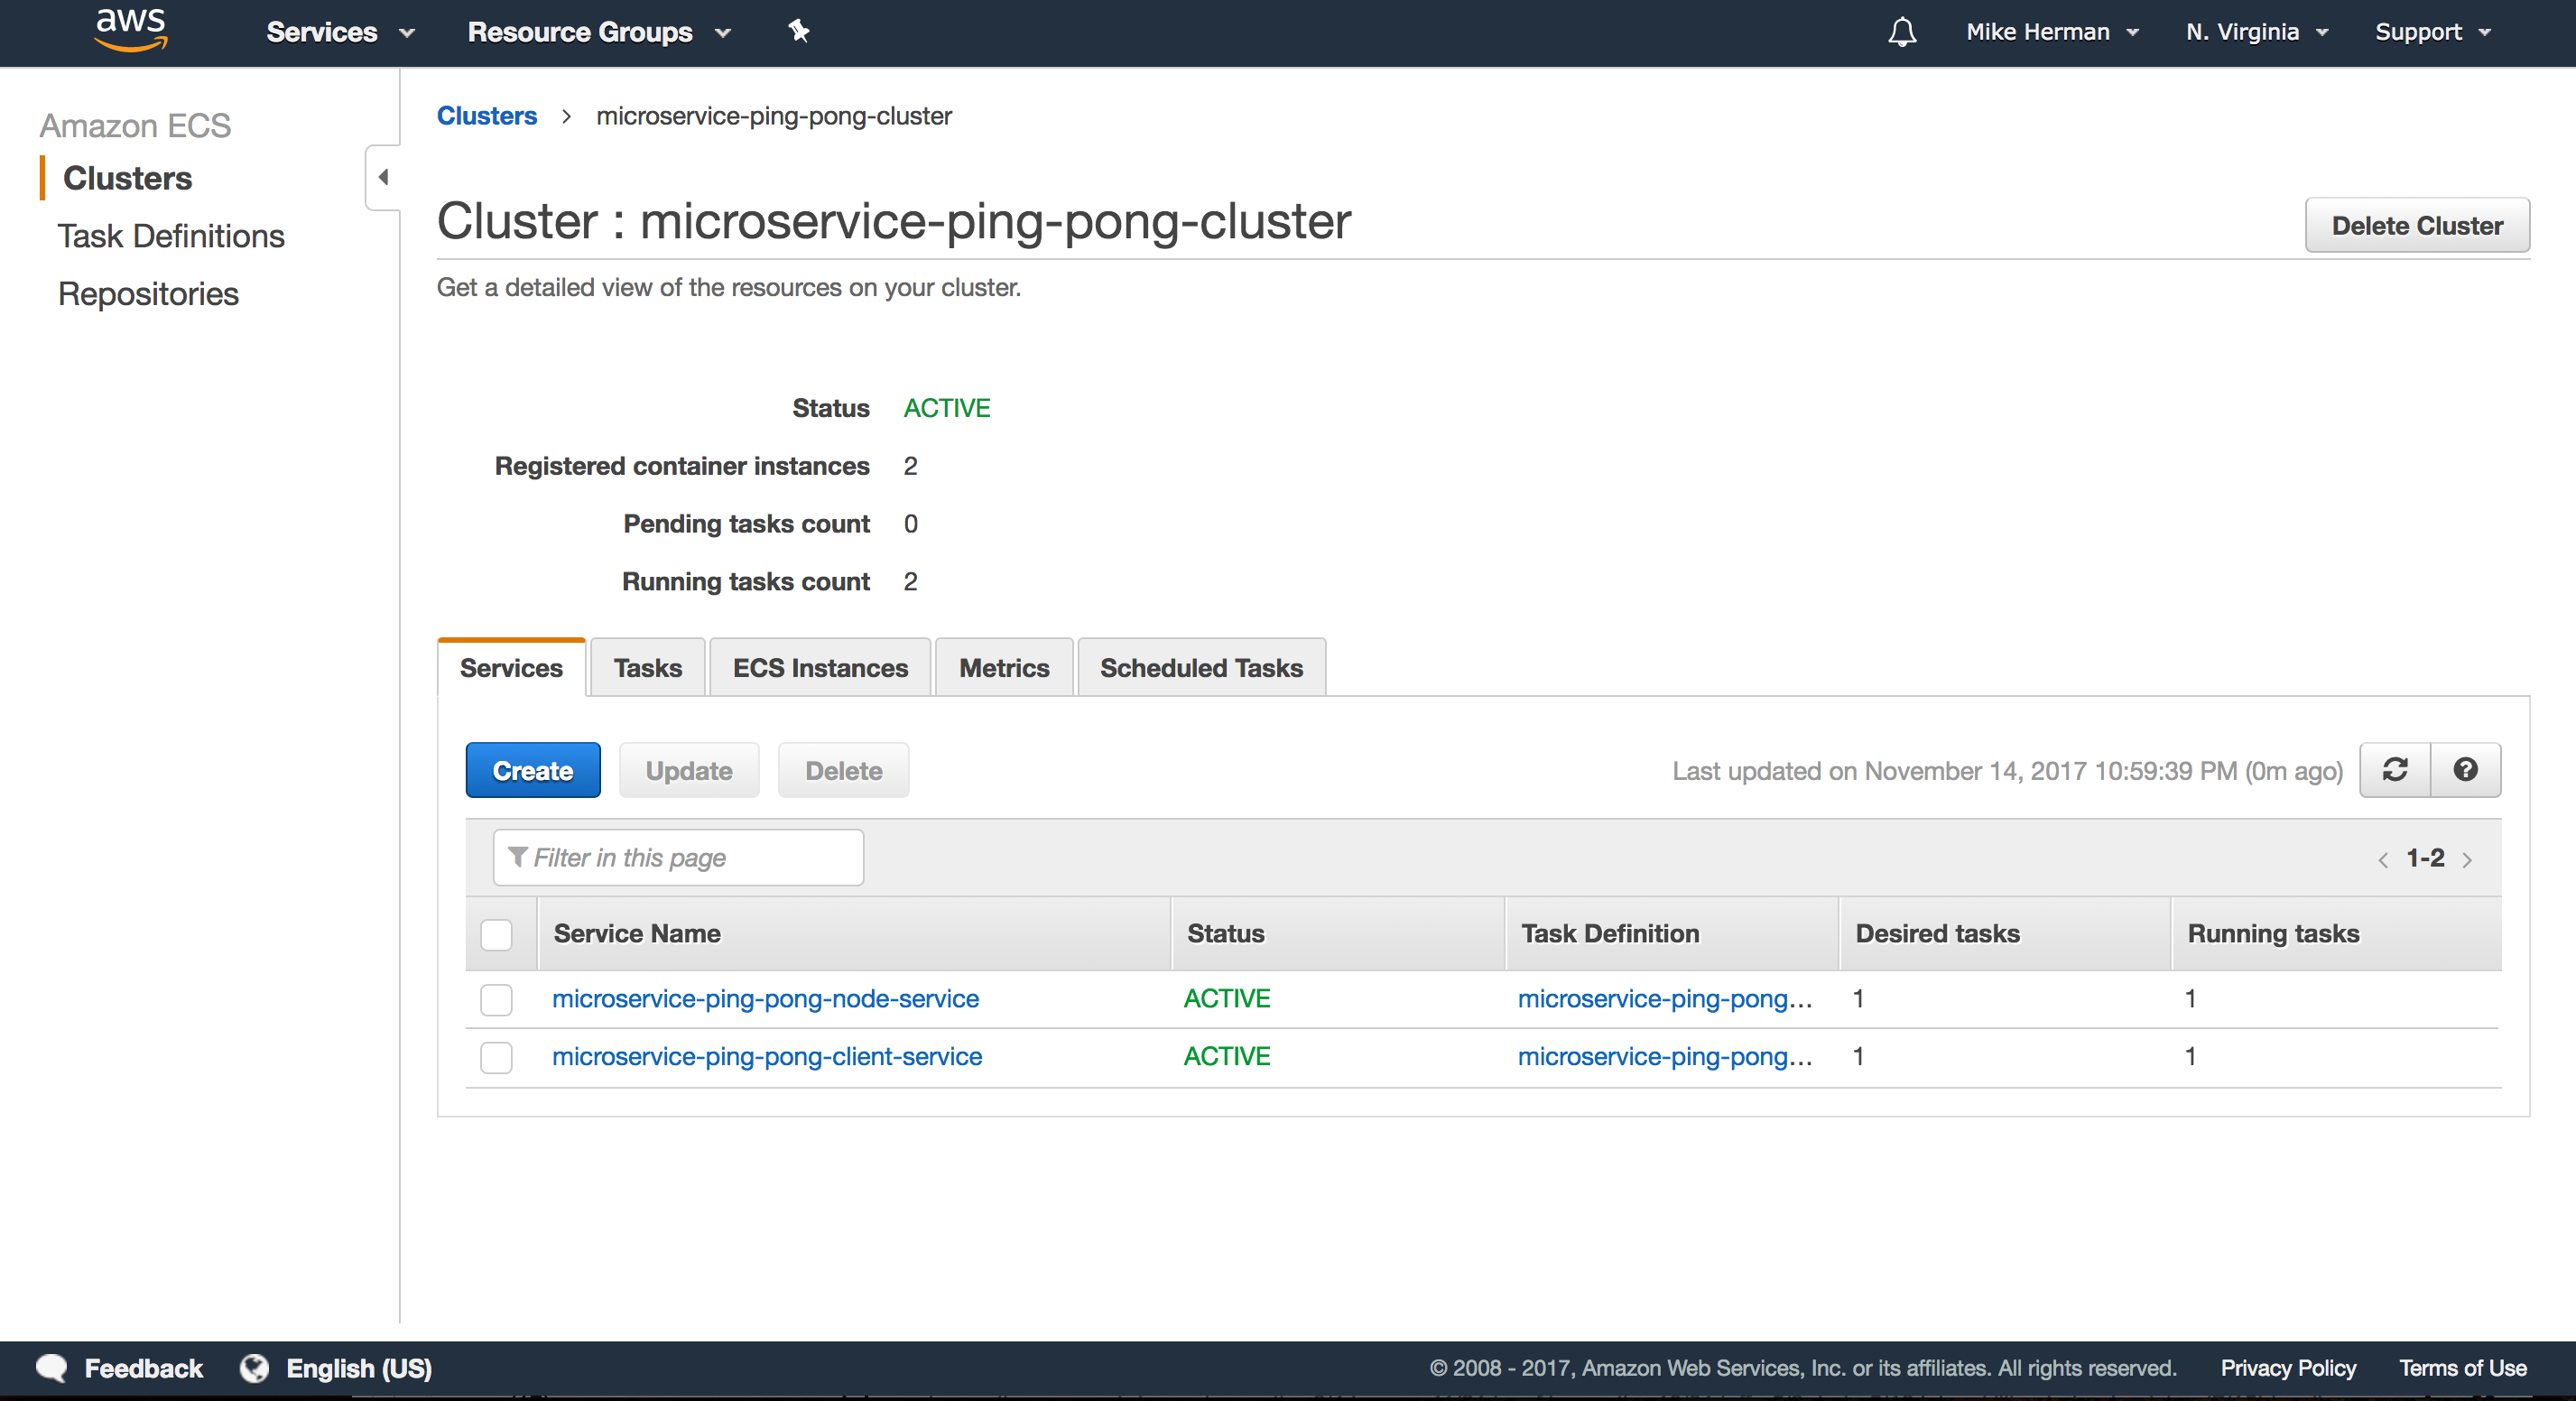 aws Services Resource Groups Mike Herman N. Virginia Support
Amazon ECS
Clusters
Task Definitions
Repositories
Clusters > microservice-ping-pong-cluster
Cluster : microservice-ping-pong-cluster Delete Cluster
Get a detailed view of the resources on your cluster.
Status ACTIVE
Registered container instances 2
Pending tasks count 0
Running tasks count 2
Services Tasks ECS Instances Metrics Scheduled Tasks
Create Update Delete Last updated on November 14, 2017 10:59:39 PM (0m ago)
Filter in this page < 1-2 >
Service Name Status Task Definition Desired tasks Running tasks
microservice-ping-pong-node-service ACTIVE microservice-ping-pong... 1 1
microservice-ping-pong-client-service ACTIVE microservice-ping-pong... 1 1
Feedback English (US) © 2008 - 2017, Amazon Web Services, Inc. or its affiliates. All rights reserved. Privacy Policy Terms of Use